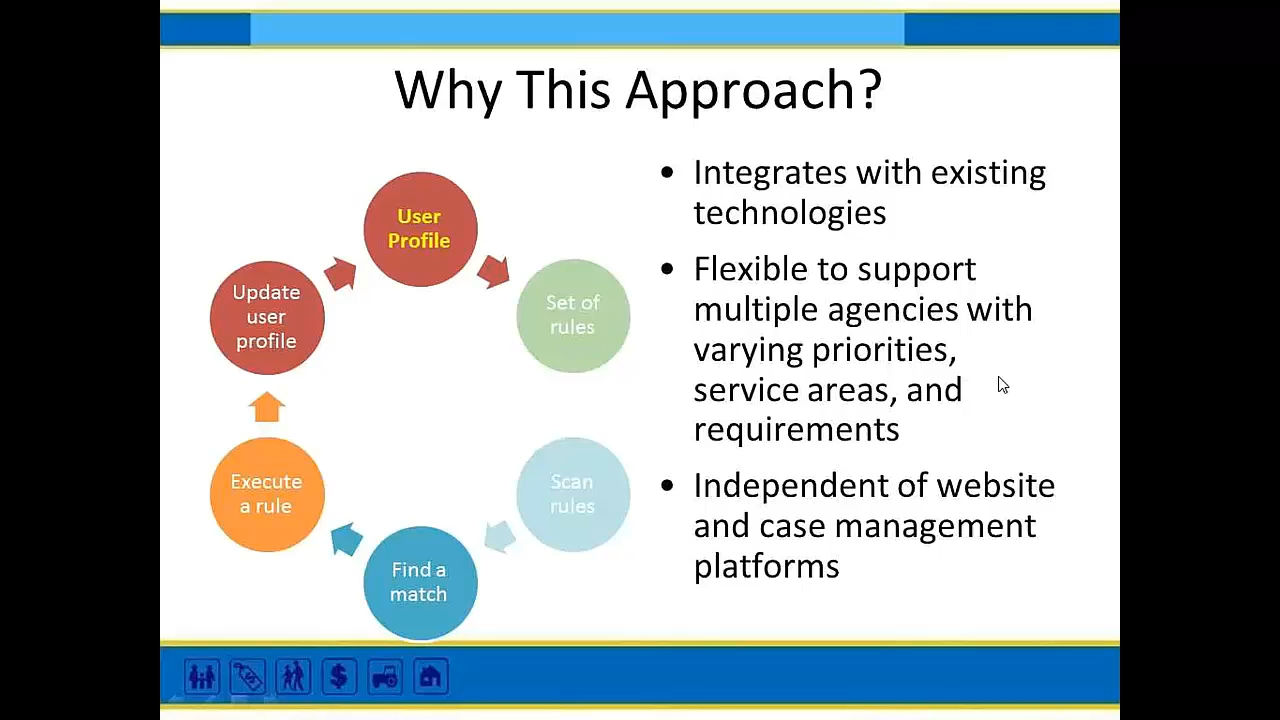 Why This Approach?
User
Profile
Set of
rules
Scan
rules
Find a
match
Execute
a rule
Update
user
profile
• Integrates with existing
technologies
• Flexible to support
multiple agencies with
varying priorities,
service areas, and
requirements
• Independent of website
and case management
platforms
$